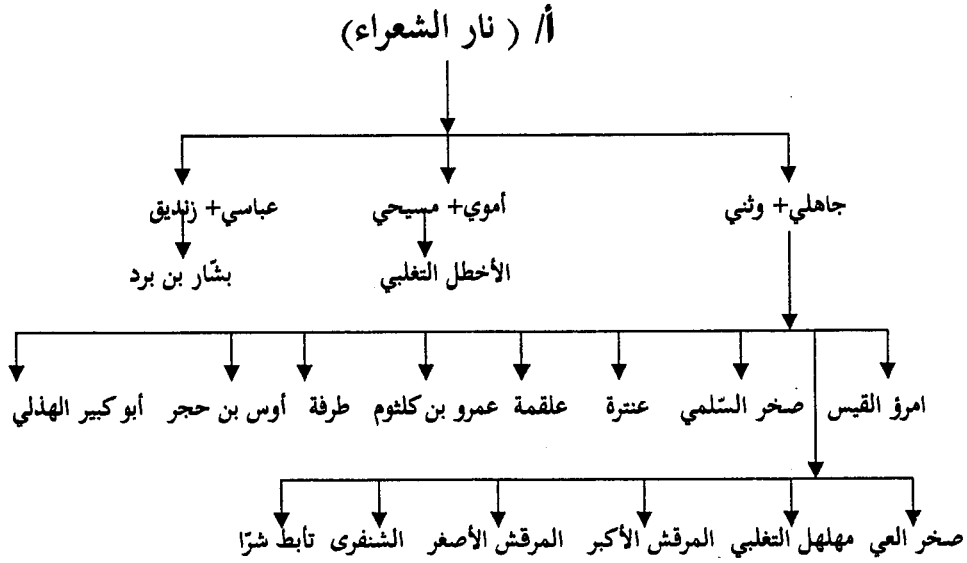 أ/ ( نار الشعراء)
جاهلي+ وثني أموي+ مسيحي عباسي+ زنديق
الأخطل التغلبي بشّار بن برد
امرؤ القيس صخر السّلمي عنترة علقمة عمرو بن كلثوم طرفة أوس بن حجر أبو كبير الهذلي
صخر العي مهلهل التغلبي المرقش الأكبر المرقش الأصغر الشنفرى تأبط شرّا